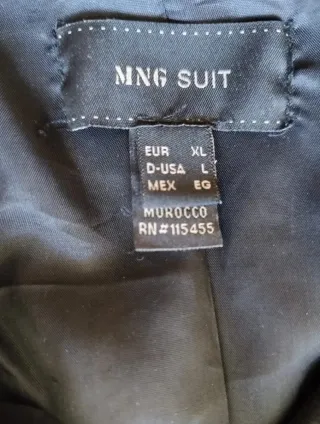 MNG SUIT
EUR XL
D-USA L
MEX EG
MOROCCO
RN#115455